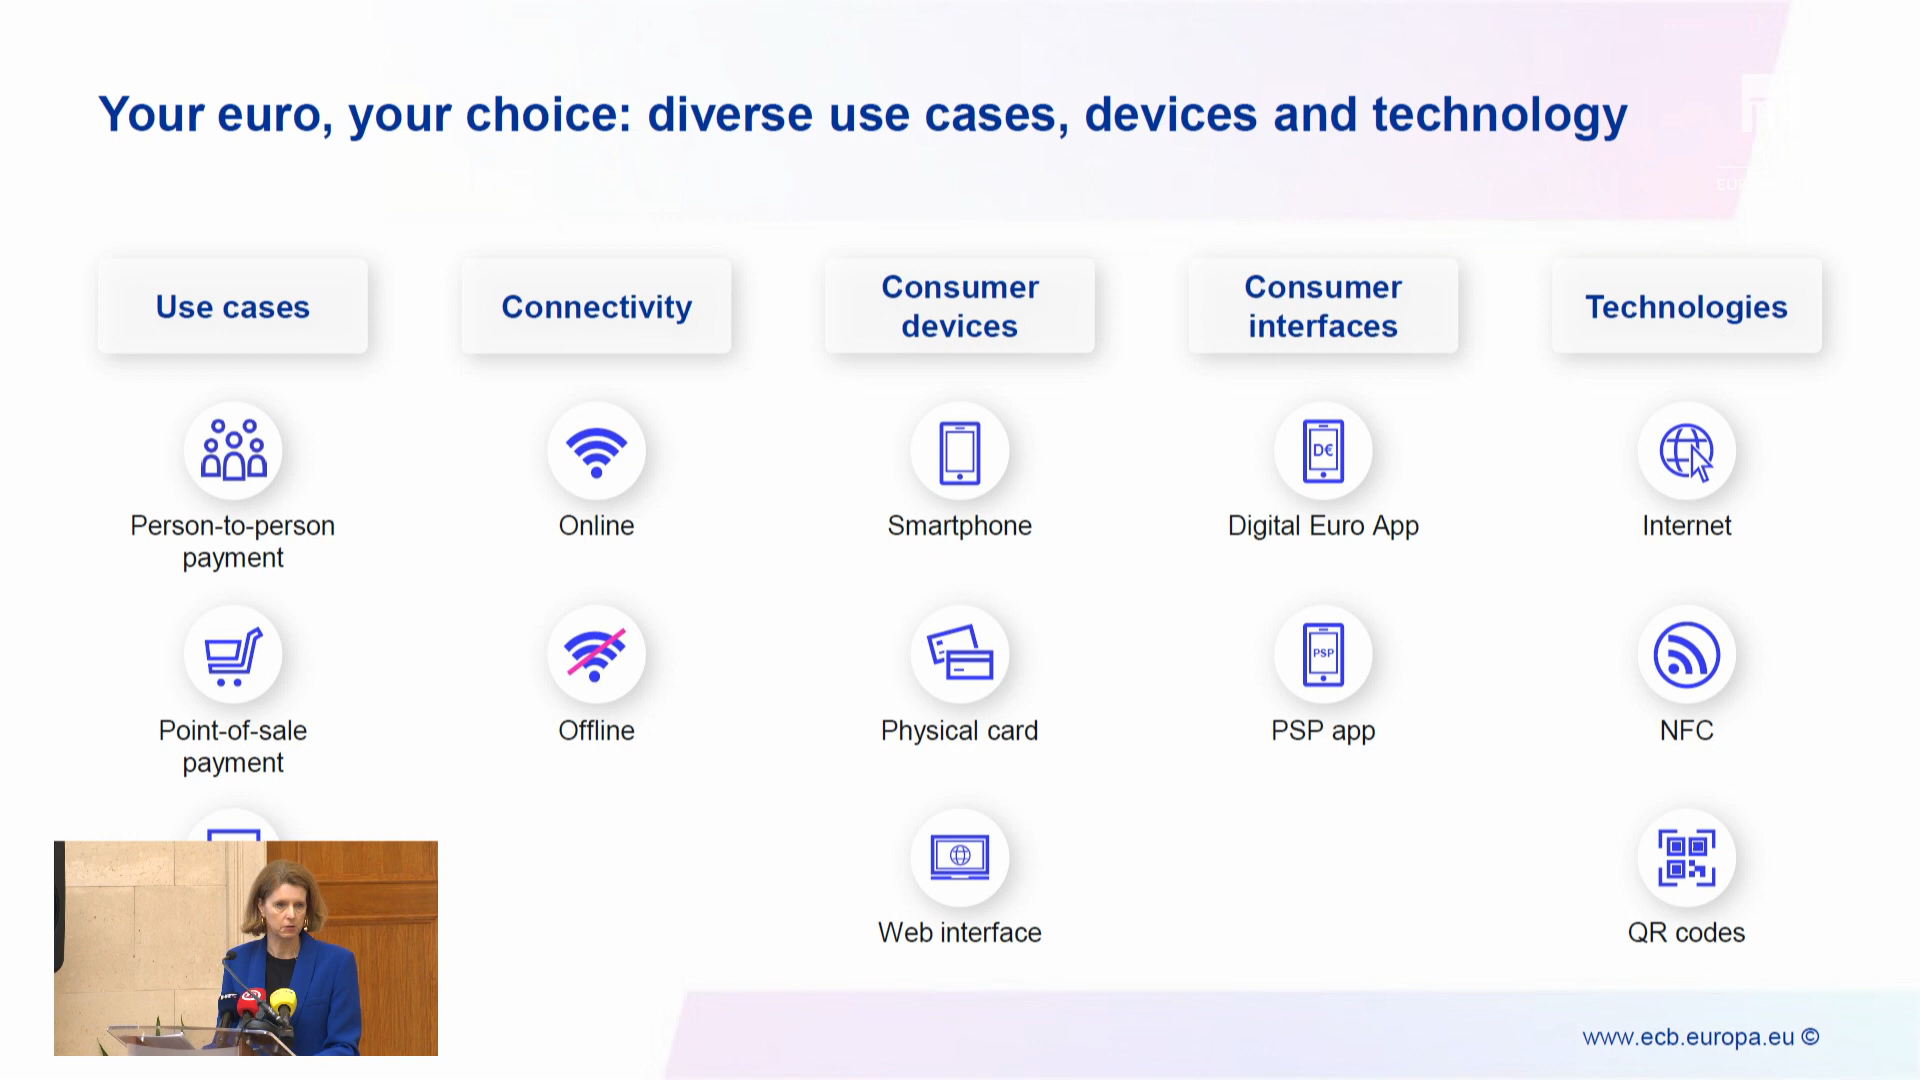 Your euro, your choice: diverse use cases, devices and technology
Use cases
Connectivity
Consumer
devices
Consumer
interfaces
Technologies
D€
Person-to-person
payment
Online
Smartphone
Digital Euro App
Internet
PSP
Point-of-sale
payment
Offline
Physical card
PSP app
NFC
Web interface
QR codes
www.ecb.europa.eu ©